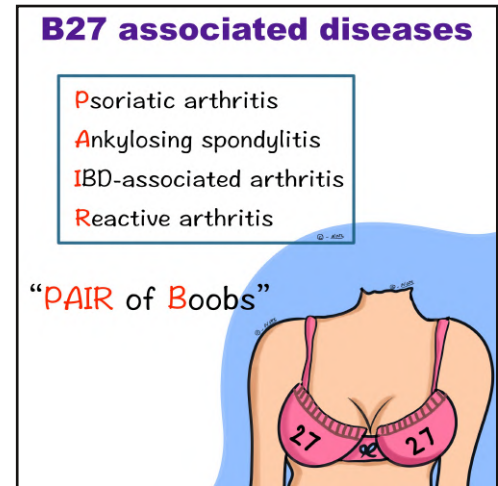 B27 associated diseases
Psoriatic arthritis
Ankylosing spondylitis
IBD-associated arthritis
Reactive arthritis
“PAIR of Boobs”
27 27